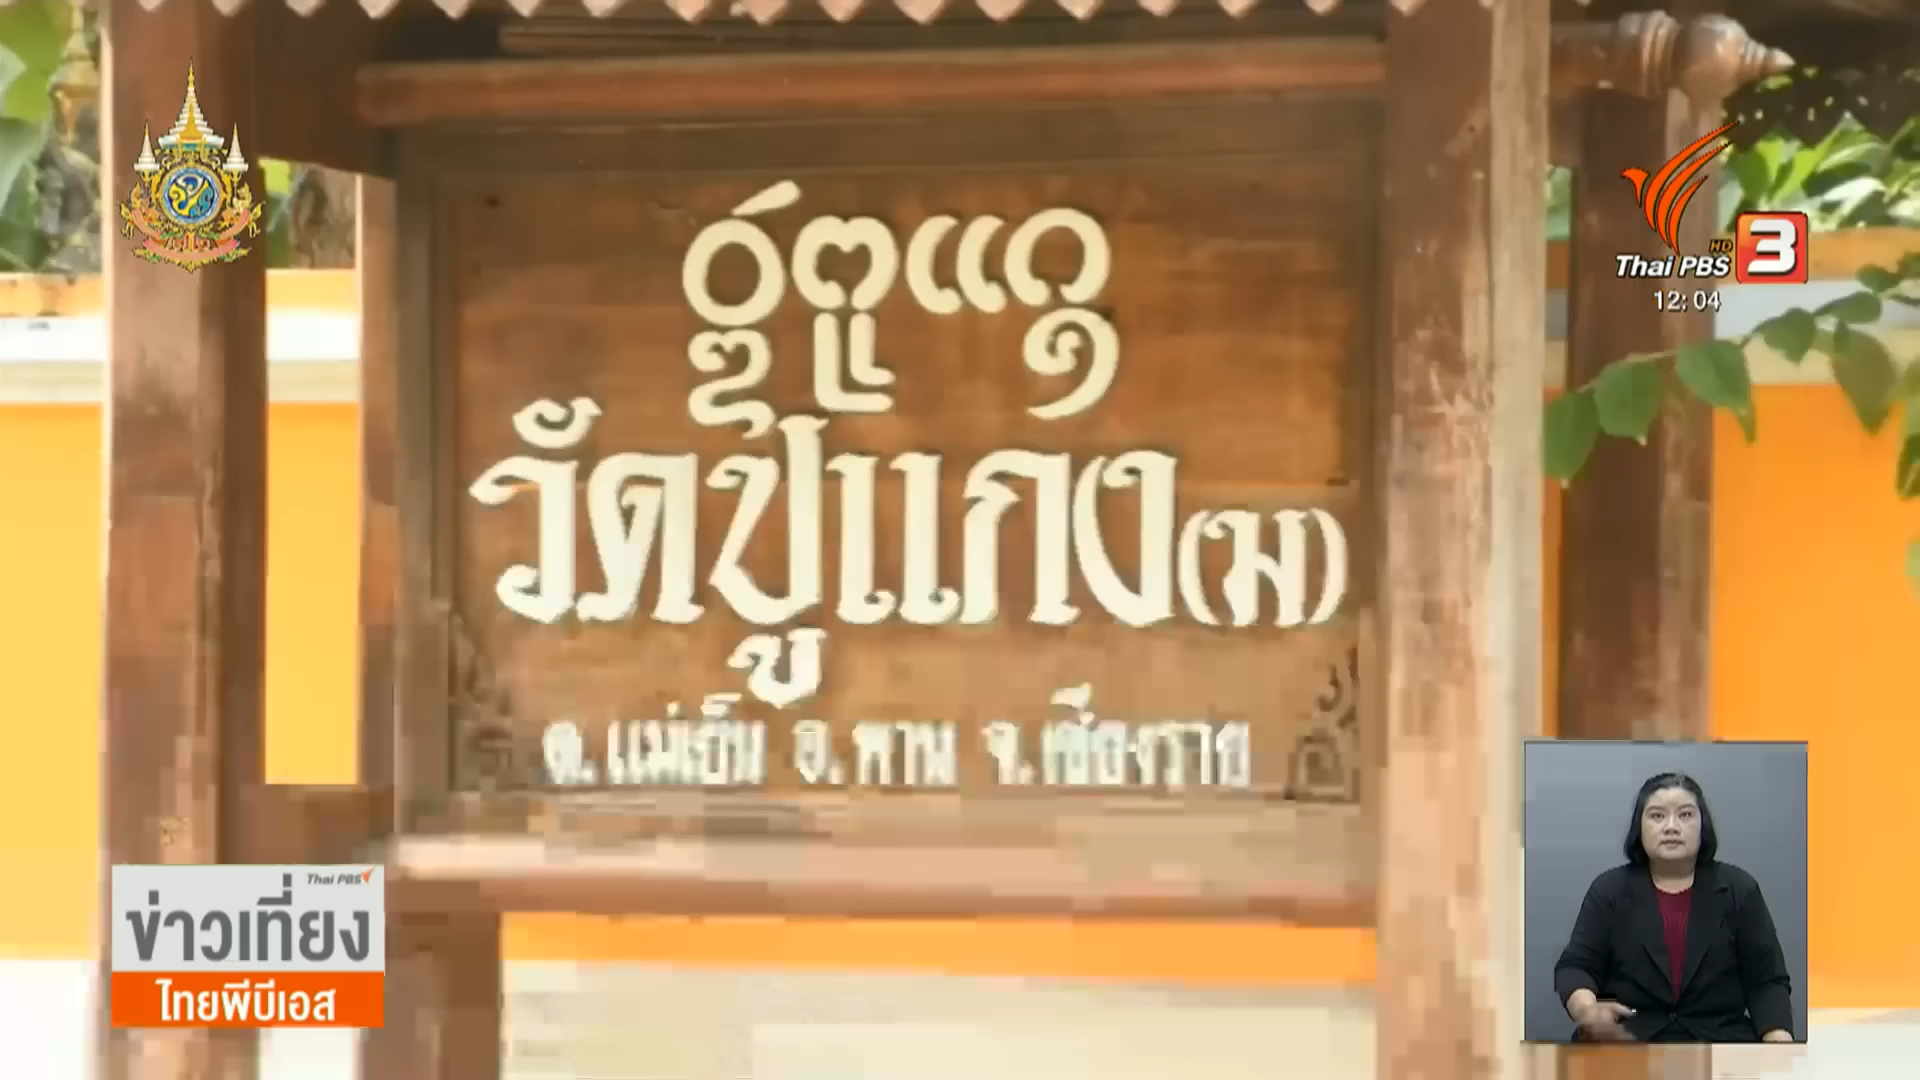 Thai PBS HD 3
12:04
ᩅᩢ᩠ᨯᨸᩪᩯᨠ᩠ᨦ
วัดปูแกง(ม)
ต.แม่เย็น อ.พาน จ.เชียงราย
Thai PBS
ข่าวเที่ยง
ไทยพีบีเอส